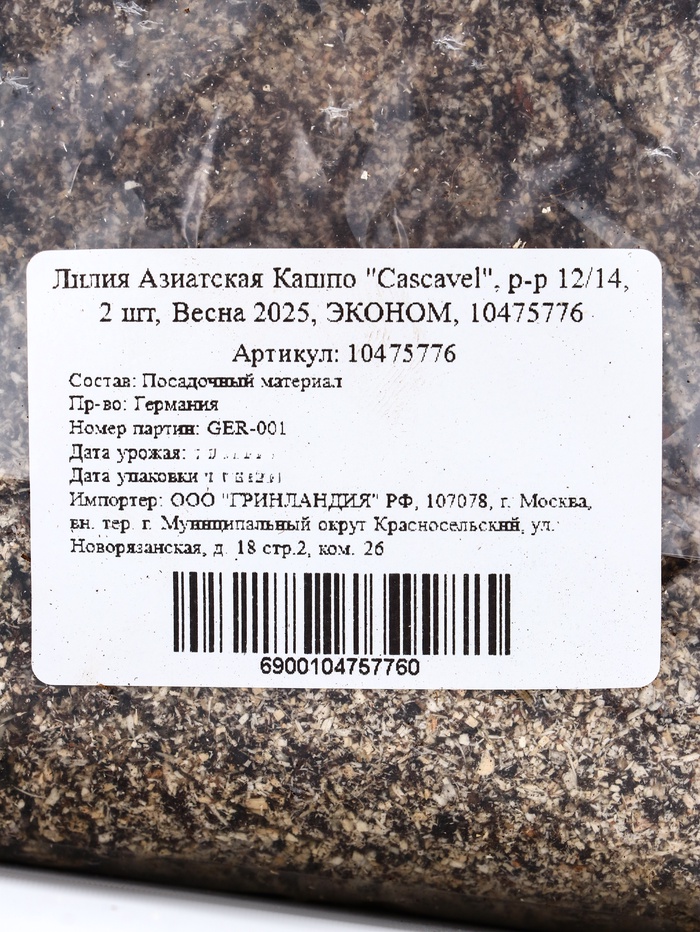 Лилия Азиатская Кашпо "Cascavel", р-р 12/14,
2 шт, Весна 2025, ЭКОНОМ, 10475776
Артикул: 10475776
Состав: Посадочный материал
Пр-во: Германия
Номер партии: GER-001
Дата урожая:
Дата упаковки
Импортер: ООО "ГРИНЛАНДИЯ" РФ, 107078, г. Москва,
вн. тер. г. Муниципальный округ Красносельский, ул.
Новорязанская, д. 18 стр.2, ком. 26
6900104757760